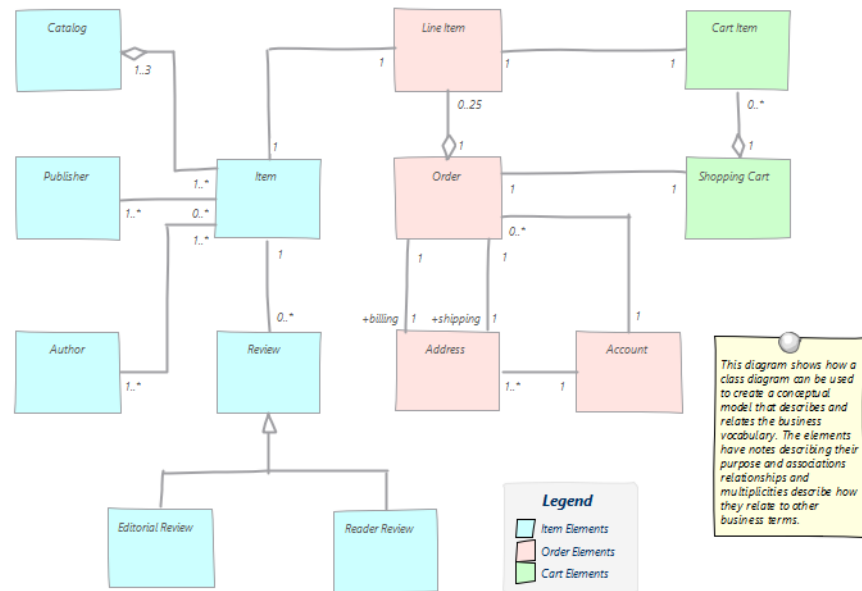 Catalog
Line Item
Cart Item
1..3
1
1
1
0..25
0..*
1
1
1
Publisher
Item
Order
Shopping Cart
1..*
1
1
1..*
0..*
1..*
0..*
1
1
1
+billing
1
+shipping
1
1
0..*
Author
Review
Address
Account
1..*
1..*
1
This diagram shows how a
class diagram can be used
to create a conceptual
model that describes and
relates the business
vocabulary. The elements
have notes describing their
purpose and associations
relationships and
multiplicities describe how
they relate to other
business terms.
Legend
Item Elements
Order Elements
Cart Elements
Editorial Review
Reader Review